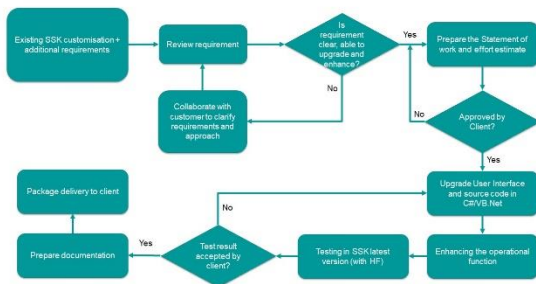 Existing SSK customisation +
additional requirements
Review requirement
Is
requirement
clear, able to
upgrade and
enhance?
Yes
Prepare the Statement of
work and effort estimate
No
Collaborate with
customer to clarify
requirements and
approach
No
Approved by
Client?
Yes
Package delivery to client
No
Upgrade User Interface
and source code in
C#/VB.Net
Prepare documentation
Yes
Test result
accepted by
client?
Testing in SSK latest
version (with HF)
Enhancing the operational
function